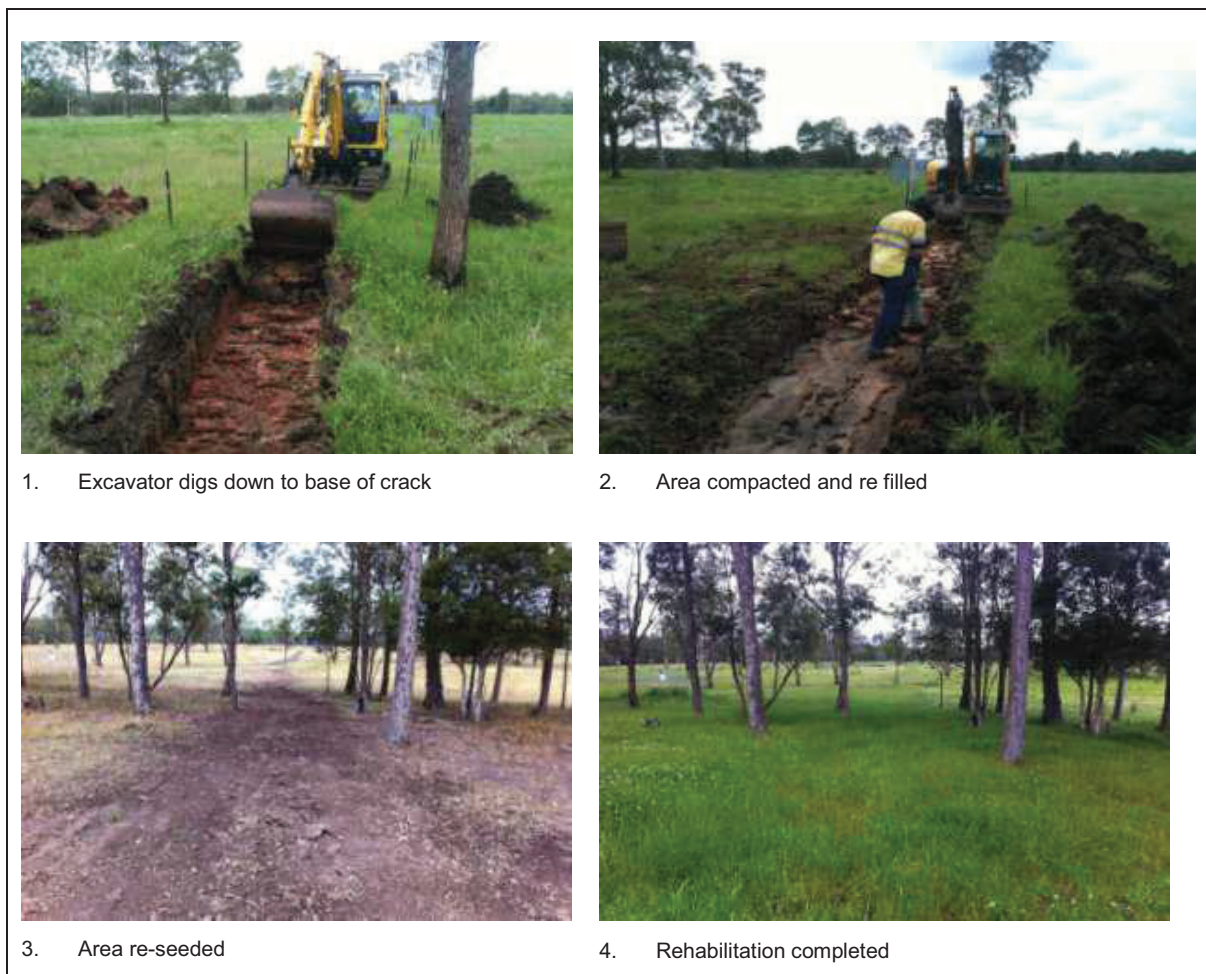 1. Excavator digs down to base of crack
2. Area compacted and re filled
3. Area re-seeded
4. Rehabilitation completed